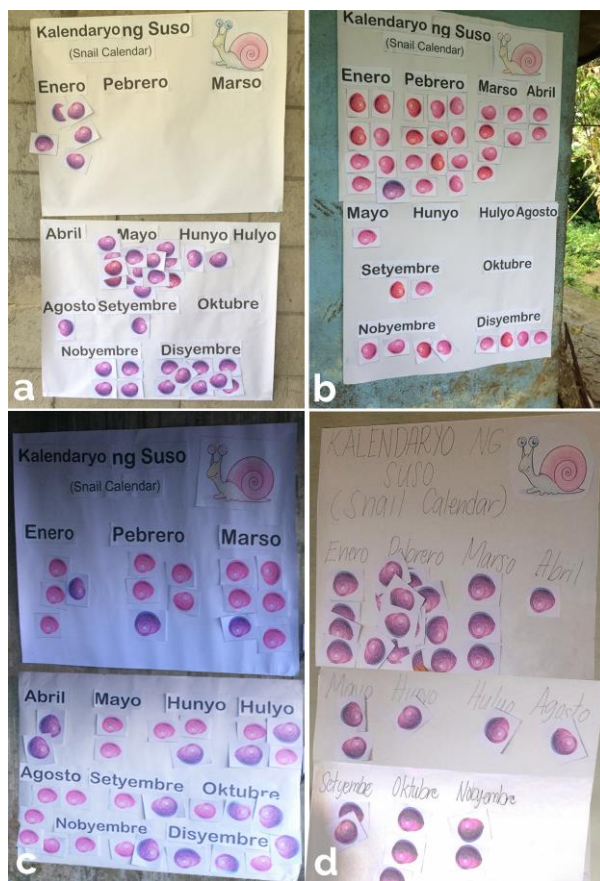 Kalendaryo ng Suso
(Snail Calendar)
Enero Pebrero Marso
Abril Mayo Hunyo Hulyo
Agosto Setyembre Oktubre
Nobyembre Disyembre
a
Kalendaryo ng Suso
(Snail Calendar)
Enero Pebrero Marso Abril
Mayo Hunyo Hulyo Agosto
Setyembre Oktubre
Nobyembre Disyembre
b
Kalendaryo ng Suso
(Snail Calendar)
Enero Pebrero Marso
Abril Mayo Hunyo Hulyo
Agosto Setyembre Oktubre
Nobyembre Disyembre
c
KALENDARYO NG
SUSO
(Snail Calendar)
Enero Pebrero Marso Abril
Mayo Hunyo Hulyo Agosto
Setyembre Oktubre Nobyembre
d